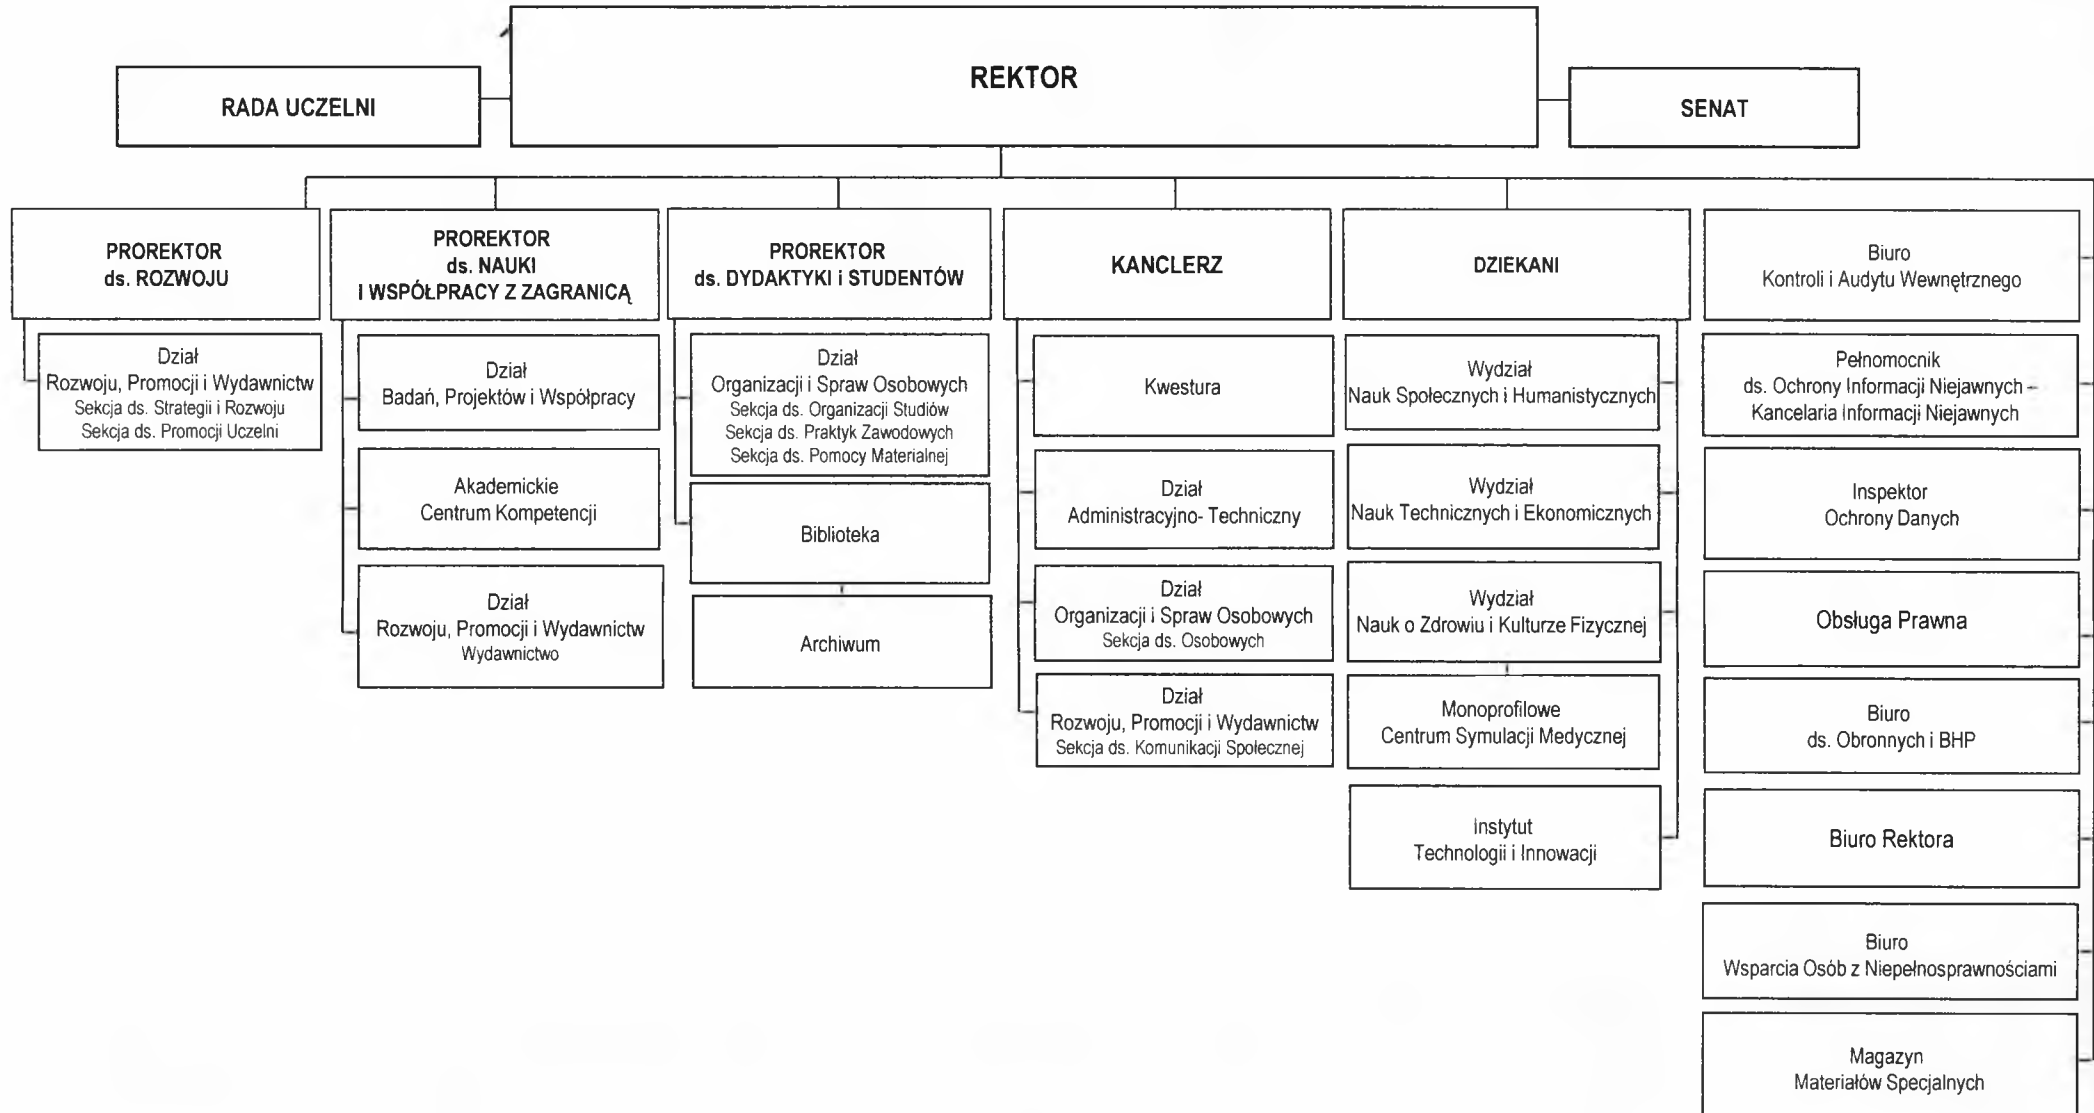 REKTOR
RADA UCZELNI
SENAT
PROREKTOR
ds. ROZWOJU
Dział
Rozwoju, Promocji i Wydawnictw
Sekcja ds. Strategii i Rozwoju
Sekcja ds. Promocji Uczelni
PROREKTOR
ds. NAUKI
I WSPÓŁPRACY Z ZAGRANICĄ
Dział
Badań, Projektów i Współpracy
Akademickie
Centrum Kompetencji
Dział
Rozwoju, Promocji i Wydawnictw
Wydawnictwo
PROREKTOR
ds. DYDAKTYKI i STUDENTÓW
Dział
Organizacji i Spraw Osobowych
Sekcja ds. Organizacji Studiów
Sekcja ds. Praktyk Zawodowych
Sekcja ds. Pomocy Materialnej
Biblioteka
Archiwum
KANCLERZ
Kwestura
Dział
Administracyjno- Techniczny
Dział
Organizacji i Spraw Osobowych
Sekcja ds. Osobowych
Dział
Rozwoju, Promocji i Wydawnictw
Sekcja ds. Komunikacji Społecznej
DZIEKANI
Wydział
Nauk Społecznych i Humanistycznych
Wydział
Nauk Technicznych i Ekonomicznych
Wydział
Nauk o Zdrowiu i Kulturze Fizycznej
Monoprofilowe
Centrum Symulacji Medycznej
Instytut
Technologii i Innowacji
Biuro
Kontroli i Audytu Wewnętrznego
Pełnomocnik
ds. Ochrony Informacji Niejawnych –
Kancelaria Informacji Niejawnych
Inspektor
Ochrony Danych
Obsługa Prawna
Biuro
ds. Obronnych i BHP
Biuro Rektora
Biuro
Wsparcia Osób z Niepełnosprawnościami
Magazyn
Materiałów Specjalnych